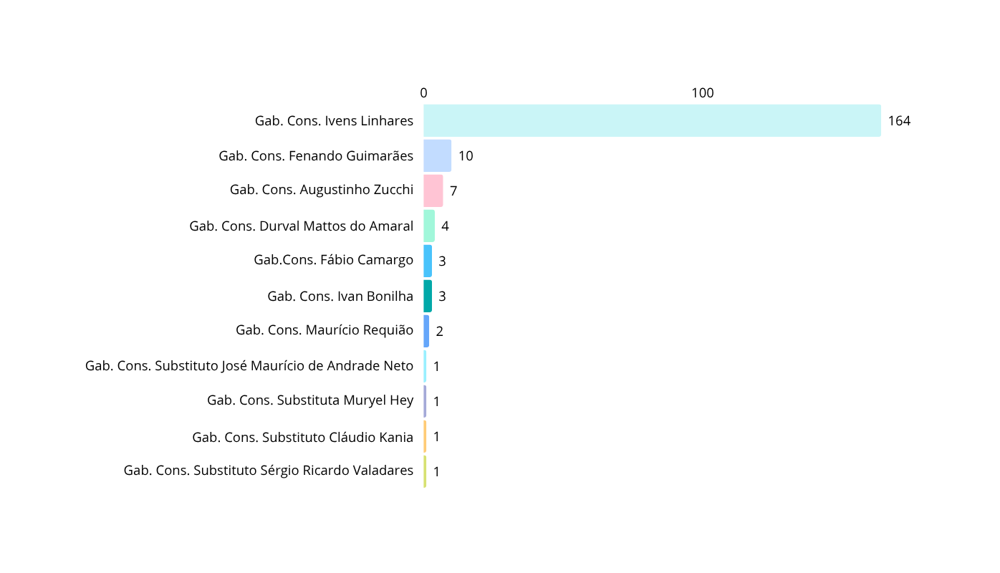 0 100
Gab. Cons. Ivens Linhares 164
Gab. Cons. Fenando Guimarães 10
Gab. Cons. Augustinho Zucchi 7
Gab. Cons. Durval Mattos do Amaral 4
Gab.Cons. Fábio Camargo 3
Gab. Cons. Ivan Bonilha 3
Gab. Cons. Maurício Requião 2
Gab. Cons. Substituto José Maurício de Andrade Neto 1
Gab. Cons. Substituta Muryel Hey 1
Gab. Cons. Substituto Cláudio Kania 1
Gab. Cons. Substituto Sérgio Ricardo Valadares 1